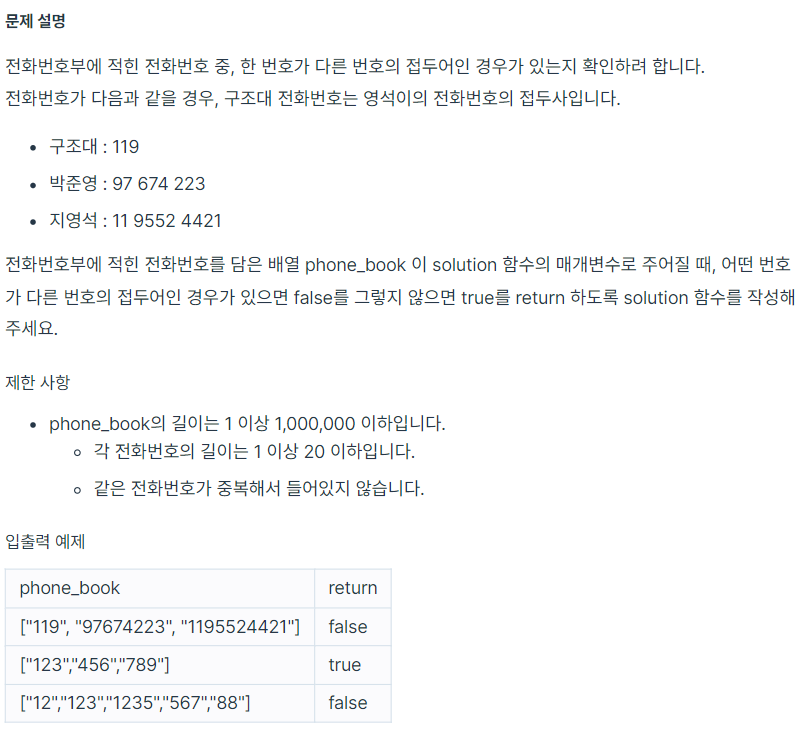 문제 설명
전화번호부에 적힌 전화번호 중, 한 번호가 다른 번호의 접두어인 경우가 있는지 확인하려 합니다.
전화번호가 다음과 같을 경우, 구조대 전화번호는 영석이의 전화번호의 접두사입니다.
• 구조대 : 119
• 박준영 : 97 674 223
• 지영석 : 11 9552 4421
전화번호부에 적힌 전화번호를 담은 배열 phone_book 이 solution 함수의 매개변수로 주어질 때, 어떤 번호
가 다른 번호의 접두어인 경우가 있으면 false를 그렇지 않으면 true를 return 하도록 solution 함수를 작성해
주세요.
제한 사항
• phone_book의 길이는 1 이상 1,000,000 이하입니다.
◦ 각 전화번호의 길이는 1 이상 20 이하입니다.
◦ 같은 전화번호가 중복해서 들어있지 않습니다.
입출력 예제
phone_book return
["119", "97674223", "1195524421"] false
["123","456","789"] true
["12","123","1235","567","88"] false